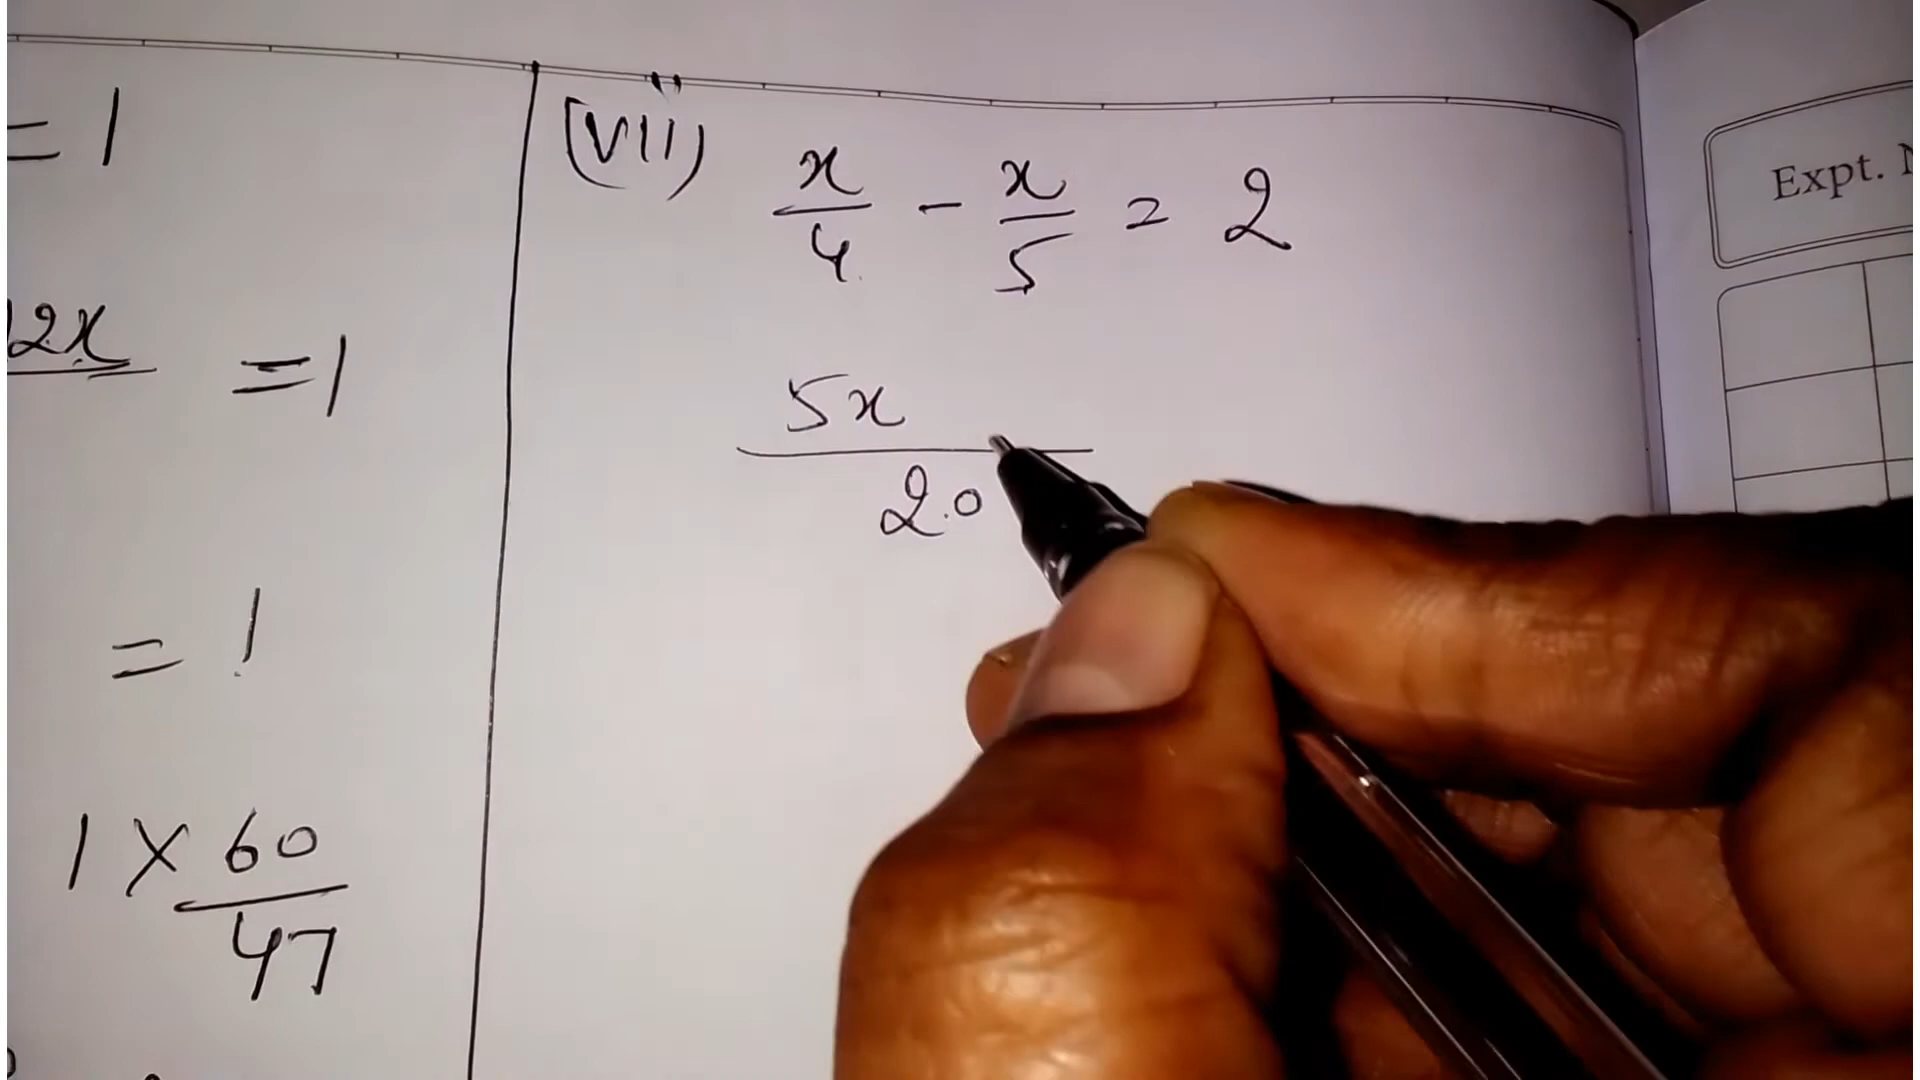 = 1
2x = 1
= 1
1 × 60
47
(vii) x/4 - x/5 = 2
5x
20
Expt.